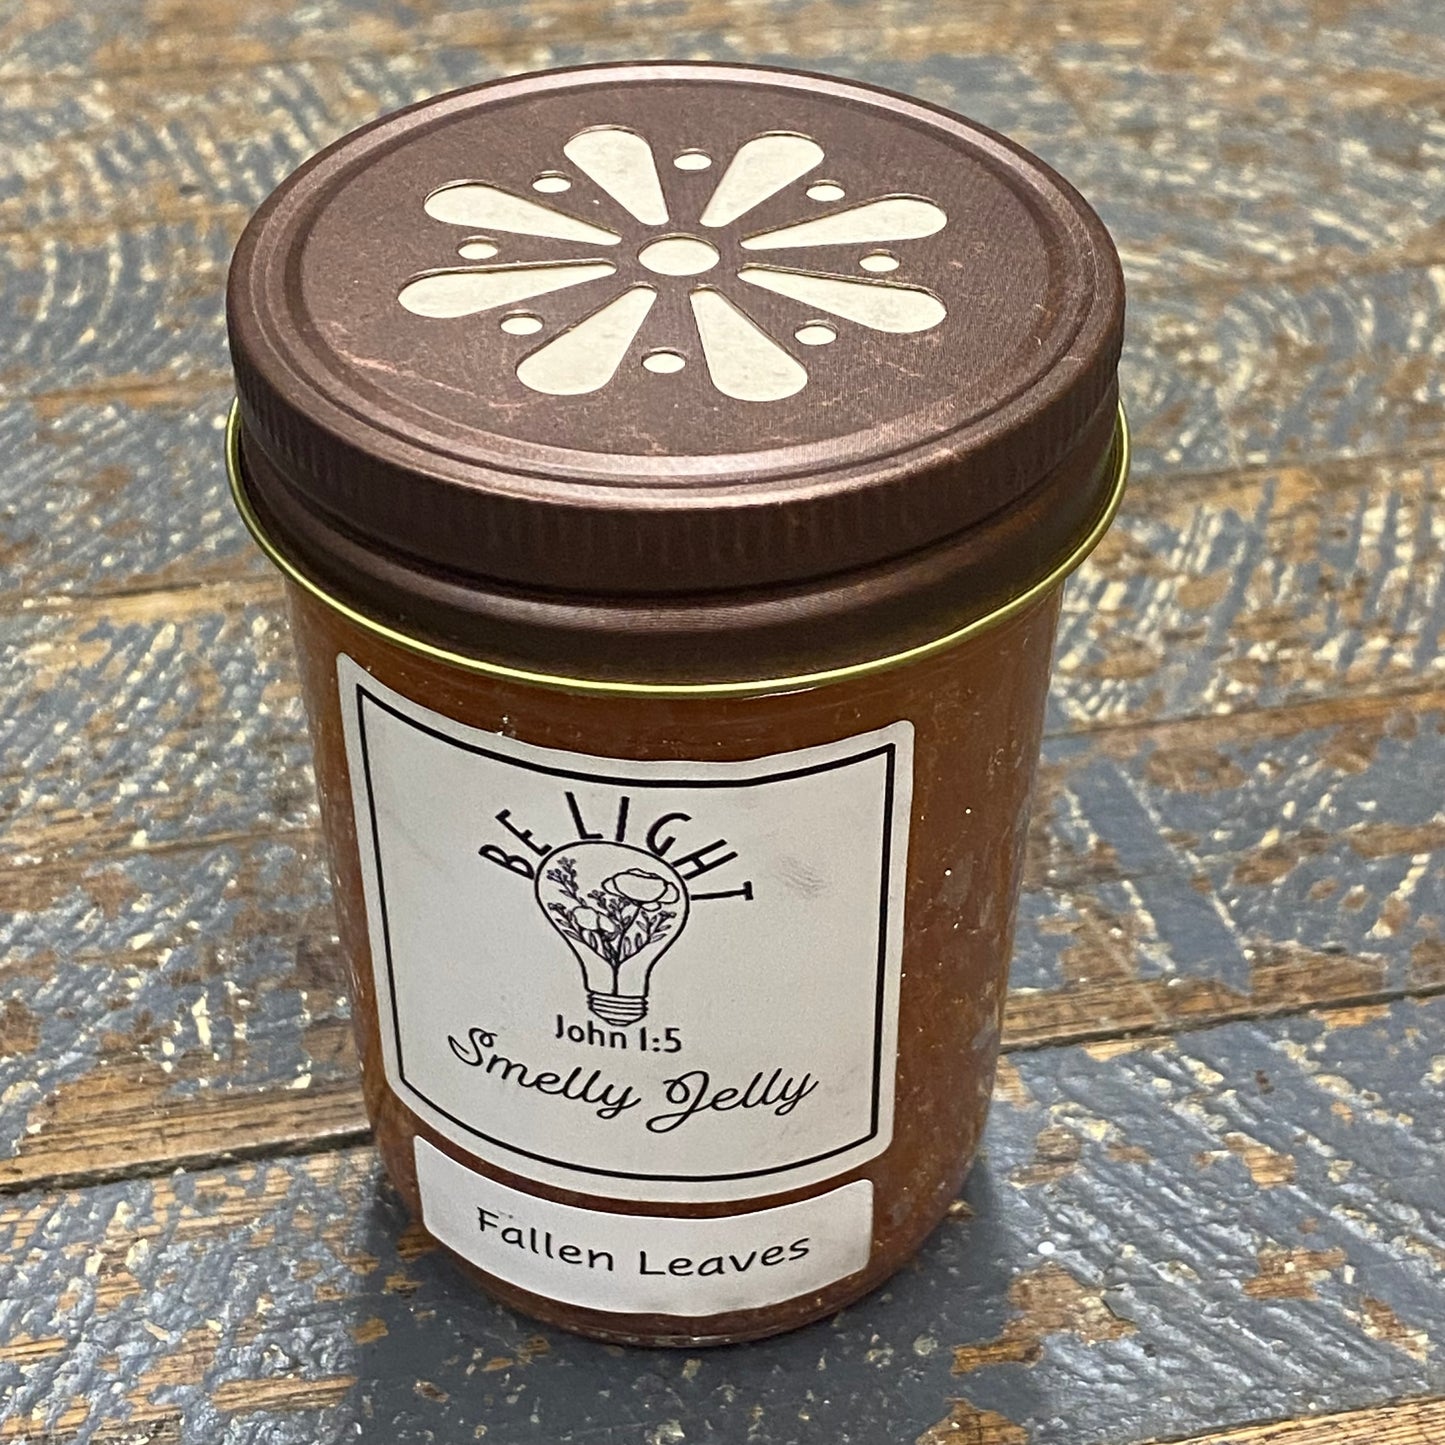 BE LIGHT
John 1:5
Smelly Jelly
Fallen Leaves